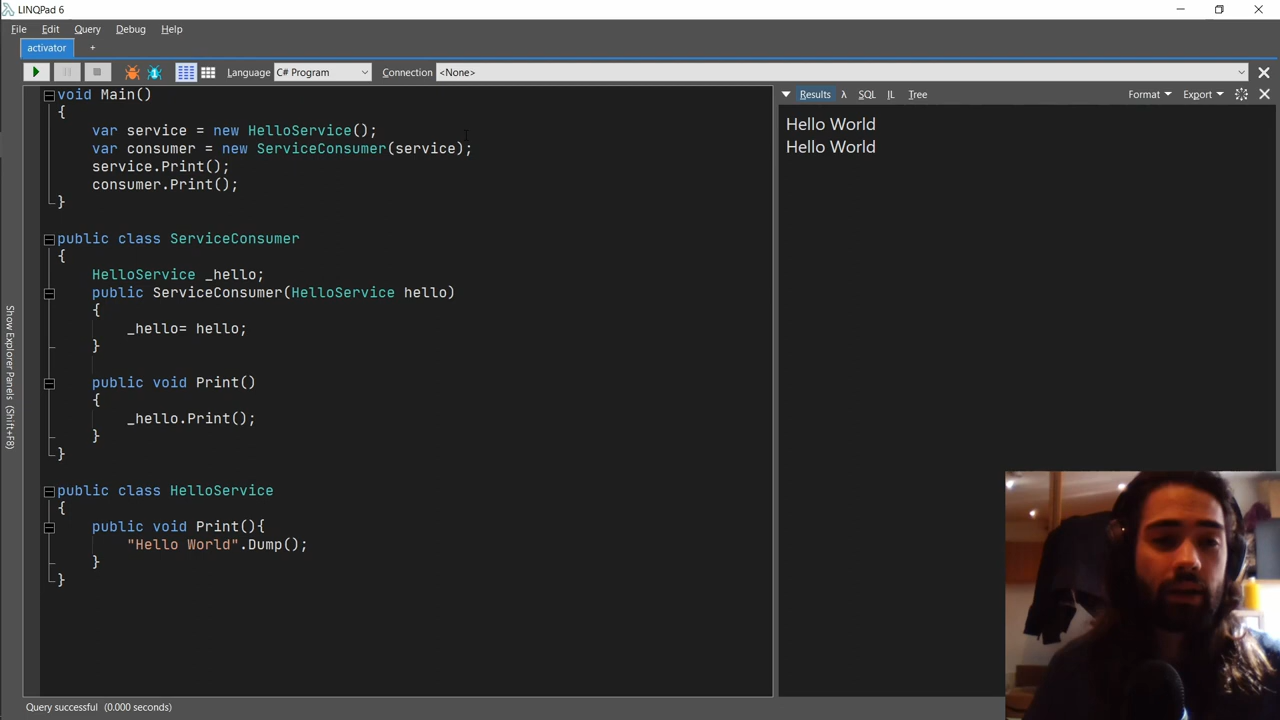 LINQPad 6
File Edit Query Debug Help
activator +
Language C# Program Connection <None>
void Main()
{
var service = new HelloService();
var consumer = new ServiceConsumer(service);
service.Print();
consumer.Print();
}
public class ServiceConsumer
{
HelloService _hello;
public ServiceConsumer(HelloService hello)
{
_hello= hello;
}
public void Print()
{
_hello.Print();
}
}
public class HelloService
{
public void Print(){
"Hello World".Dump();
}
}
Results λ SQL IL Tree Format Export
Hello World
Hello World
Show Explorer Panels (Shift+F8)
Query successful (0.000 seconds)